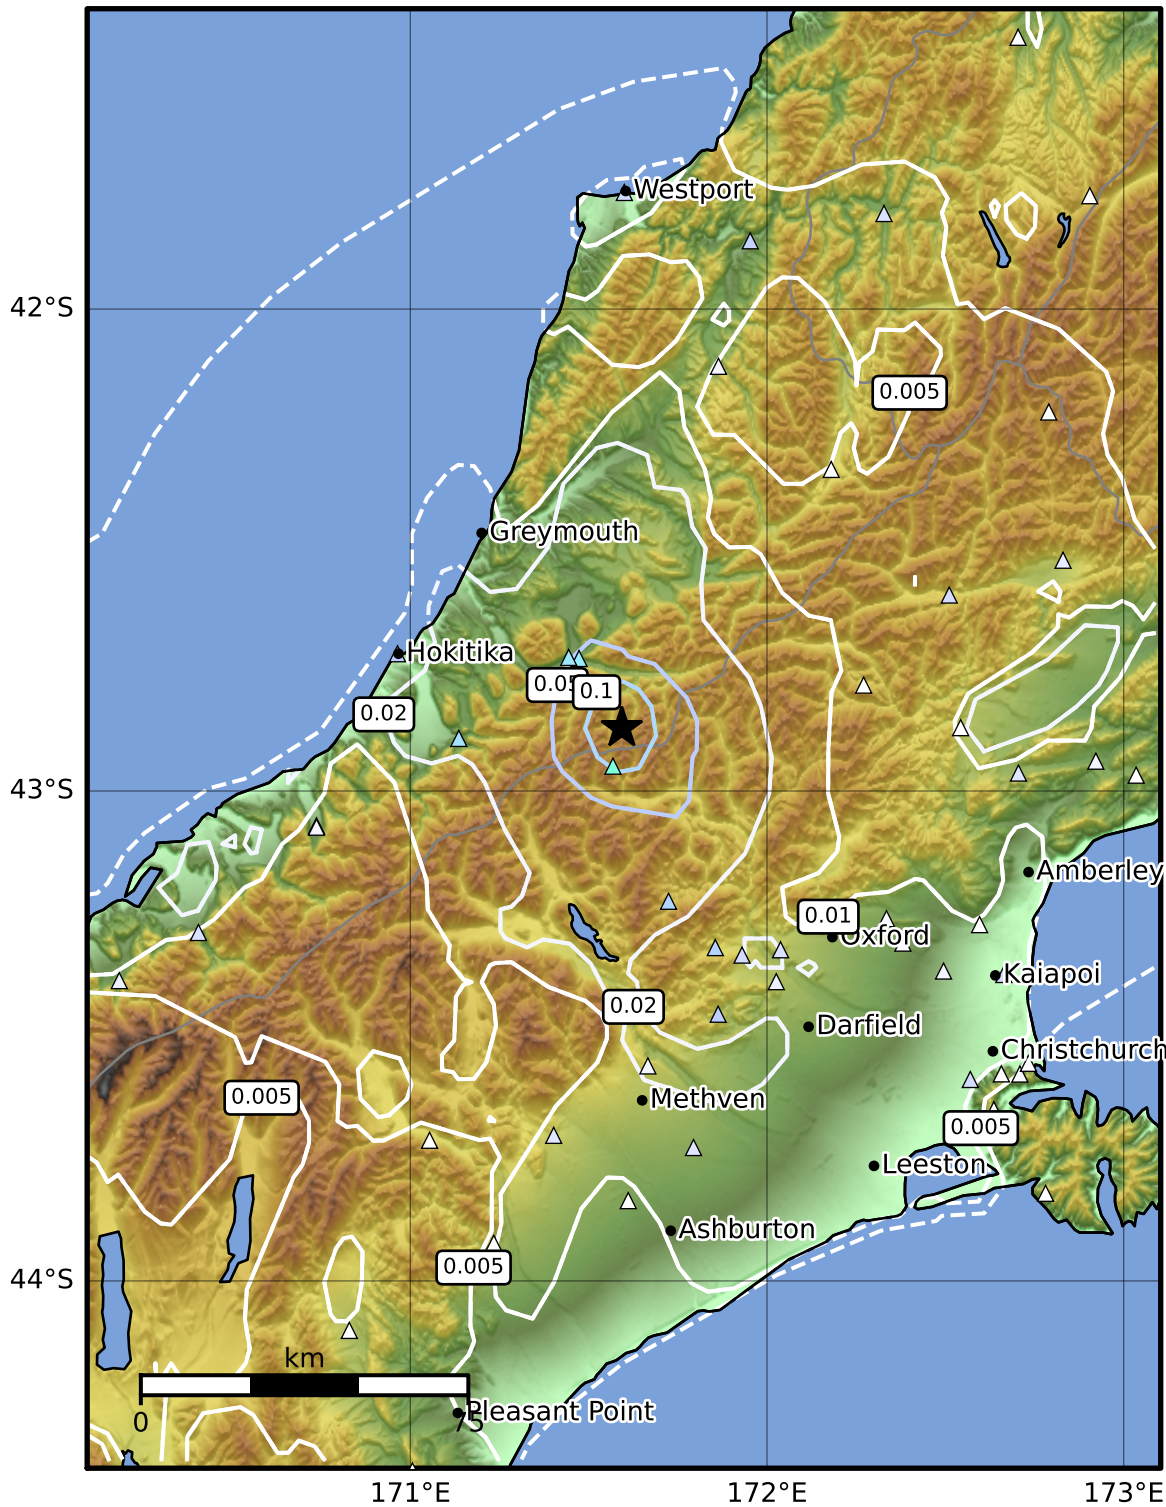 Westport
42°S
0.005
Greymouth
Hokitika
0.05
0.1
0.02
43°S
Amberley
0.01
Oxford
Kaiapoi
0.02
Darfield
Christchurch
0.005
Methven
0.005
Leeston
Ashburton
0.005
44°S
km
0
75
Pleasant Point
171°E
172°E
173°E